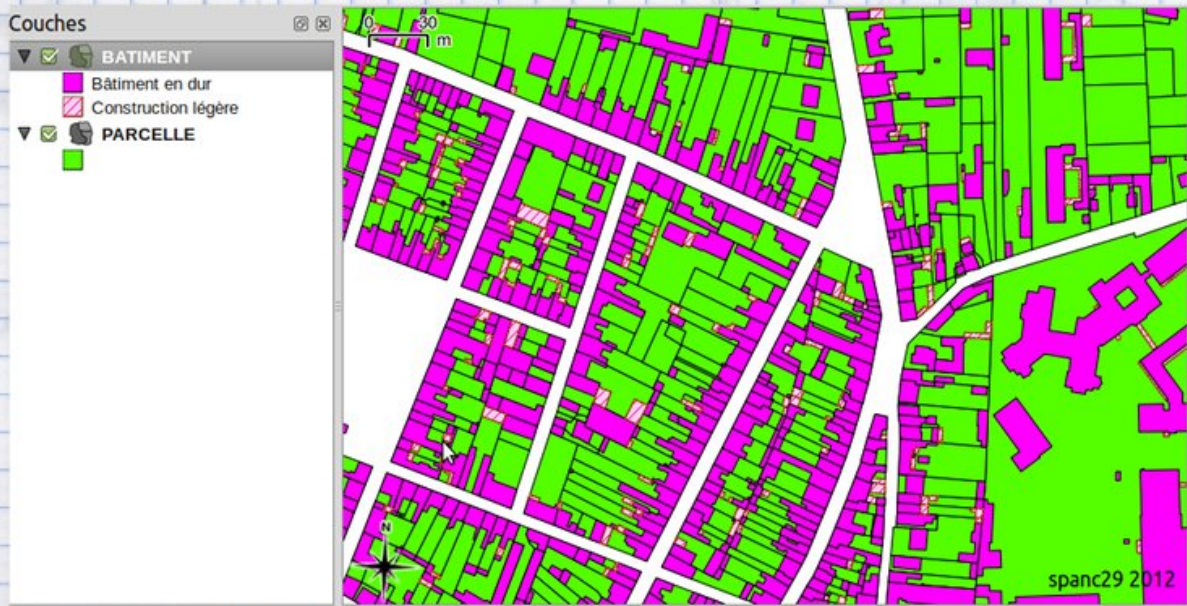 Couches
BATIMENT
Bâtiment en dur
Construction légère
PARCELLE
0 30
m
N
spanc29 2012